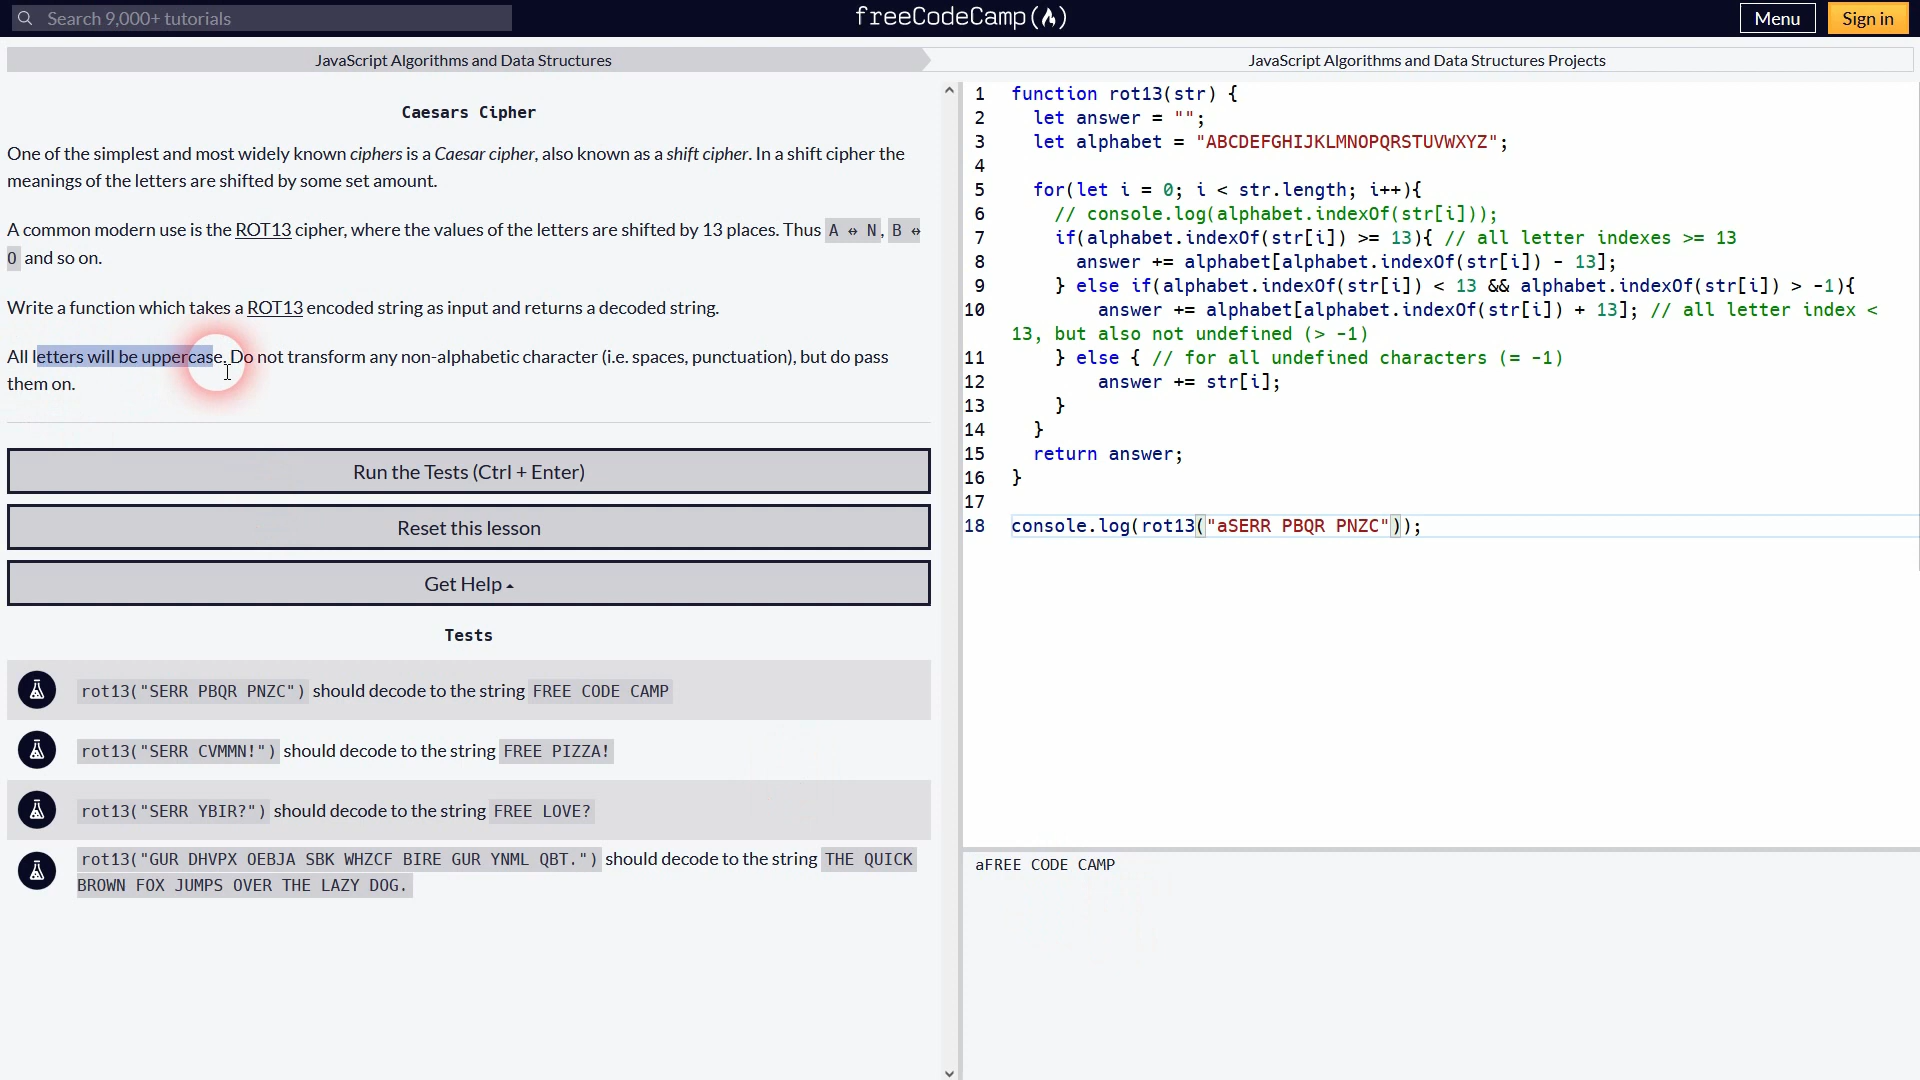 Search 9,000+ tutorials
freeCodeCamp
Menu
Sign in
JavaScript Algorithms and Data Structures
JavaScript Algorithms and Data Structures Projects
Caesars Cipher
One of the simplest and most widely known ciphers is a Caesar cipher, also known as a shift cipher. In a shift cipher the
meanings of the letters are shifted by some set amount.
A common modern use is the ROT13 cipher, where the values of the letters are shifted by 13 places. Thus A ↔ N, B ↔
O and so on.
Write a function which takes a ROT13 encoded string as input and returns a decoded string.
All letters will be uppercase. Do not transform any non-alphabetic character (i.e. spaces, punctuation), but do pass
them on.
Run the Tests (Ctrl + Enter)
Reset this lesson
Get Help
Tests
rot13("SERR PBQR PNZC") should decode to the string FREE CODE CAMP
rot13("SERR CVMMN!") should decode to the string FREE PIZZA!
rot13("SERR YBIR?") should decode to the string FREE LOVE?
rot13("GUR DHVPX OEBJA SBK WHZCF BIRE GUR YNML QBT.") should decode to the string THE QUICK
BROWN FOX JUMPS OVER THE LAZY DOG.
1 function rot13(str) {
2 let answer = "";
3 let alphabet = "ABCDEFGHIJKLMNOPQRSTUVWXYZ";
4
5 for(let i = 0; i < str.length; i++){
6 // console.log(alphabet.indexOf(str[i]));
7 if(alphabet.indexOf(str[i]) >= 13){ // all letter indexes >= 13
8 answer += alphabet[alphabet.indexOf(str[i]) - 13];
9 } else if(alphabet.indexOf(str[i]) < 13 && alphabet.indexOf(str[i]) > -1){
10 answer += alphabet[alphabet.indexOf(str[i]) + 13]; // all letter index <
13, but also not undefined (> -1)
11 } else { // for all undefined characters (= -1)
12 answer += str[i];
13 }
14 }
15 return answer;
16 }
17
18 console.log(rot13("aSERR PBQR PNZC"));
aFREE CODE CAMP